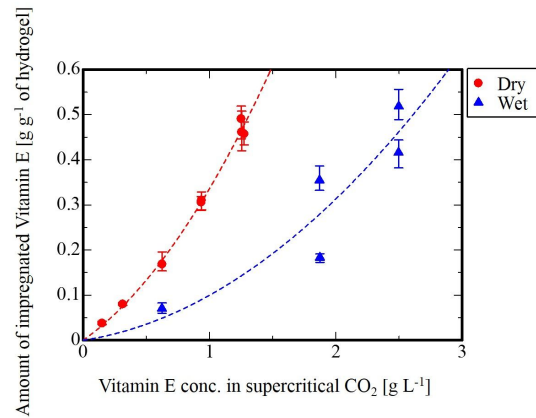 Amount of impregnated Vitamin E [g g⁻¹ of hydrogel]
0.6
0.5
0.4
0.3
0.2
0.1
0
0 1 2 3
Vitamin E conc. in supercritical CO₂ [g L⁻¹]
Dry
Wet